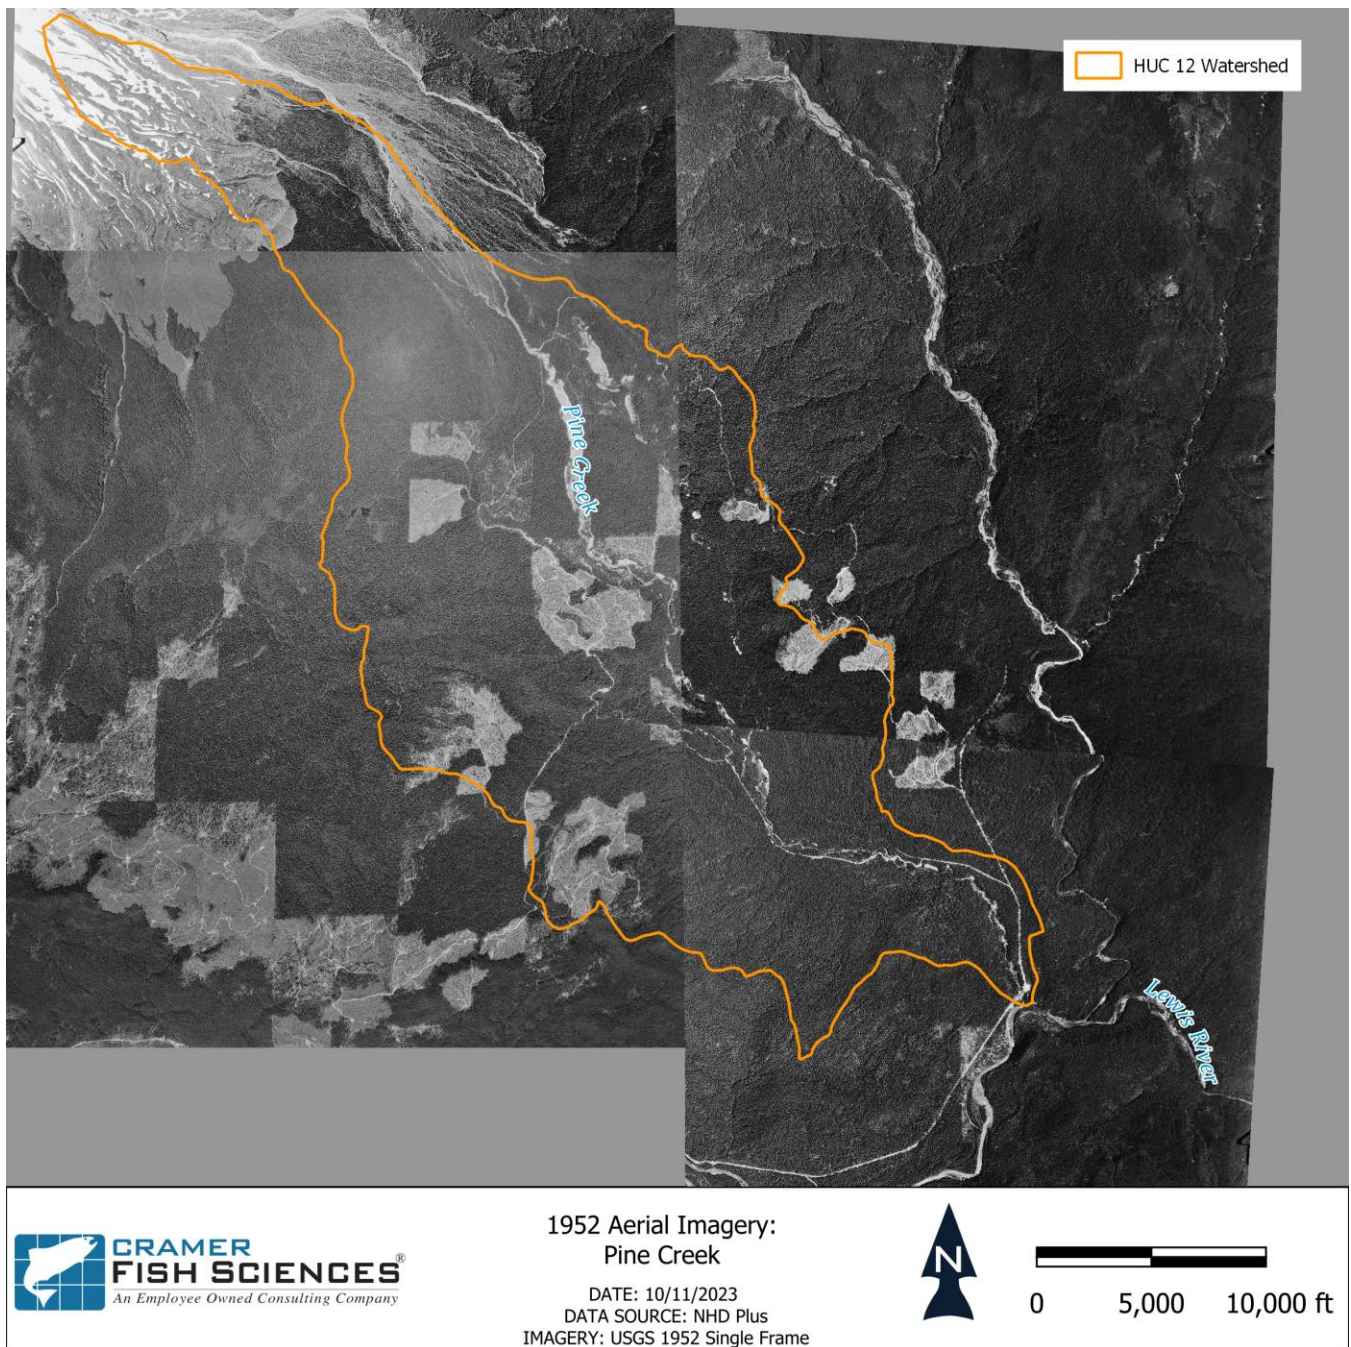 HUC 12 Watershed
Pine Creek
Lewis River
CRAMER
FISH SCIENCES®
An Employee Owned Consulting Company
1952 Aerial Imagery:
Pine Creek
DATE: 10/11/2023
DATA SOURCE: NHD Plus
IMAGERY: USGS 1952 Single Frame
N
0 5,000 10,000 ft